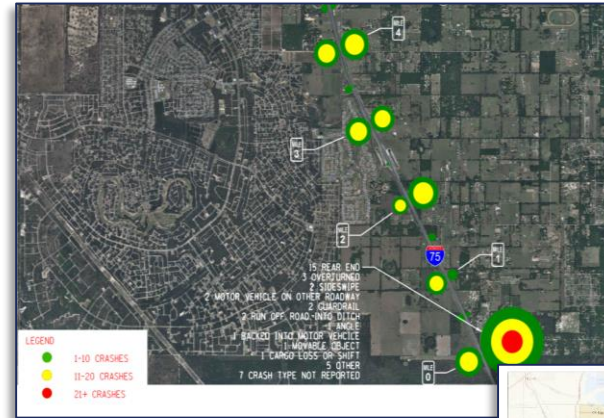 MILE
4
MILE
3
MILE
2
75
MILE
1
15 REAR END
3 OVERTURNED
2 SIDESWIPE
2 MOTOR VEHICLE ON OTHER ROADWAY
2 GUARDRAIL
2 RUN OFF ROAD-INTO DITCH
1 ANGLE
1 BACKED INTO MOTOR VEHICLE
1 MOVABLE OBJECT
1 CARGO LOSS OR SHIFT
5 OTHER
7 CRASH TYPE NOT REPORTED
MILE
0
LEGEND
1-10 CRASHES
11-20 CRASHES
21+ CRASHES